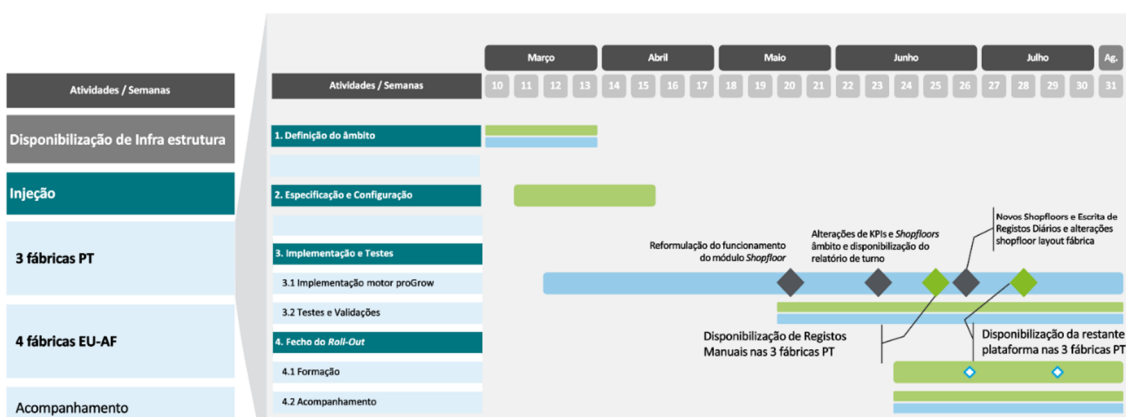 Atividades / Semanas
Disponibilização de Infra estrutura
Injeção
3 fábricas PT
4 fábricas EU-AF
Acompanhamento
Março Abril Maio Junho Julho Ag.
Atividades / Semanas 10 11 12 13 14 15 16 17 18 19 20 21 22 23 24 25 26 27 28 29 30 31
1. Definição do âmbito
2. Especificação e Configuração
3. Implementação e Testes
3.1 Implementação motor proGrow
3.2 Testes e Validações
4. Fecho do Roll-Out
4.1 Formação
4.2 Acompanhamento
Reformulação do funcionamento
do módulo Shopfloor
Alterações de KPIs e Shopfloors
âmbito e disponibilização do
relatório de turno
Novos Shopfloors e Escrita de
Registos Diários e alterações
shopfloor layout fábrica
Disponibilização de Registos
Manuais nas 3 fábricas PT
Disponibilização da restante
plataforma nas 3 fábricas PT